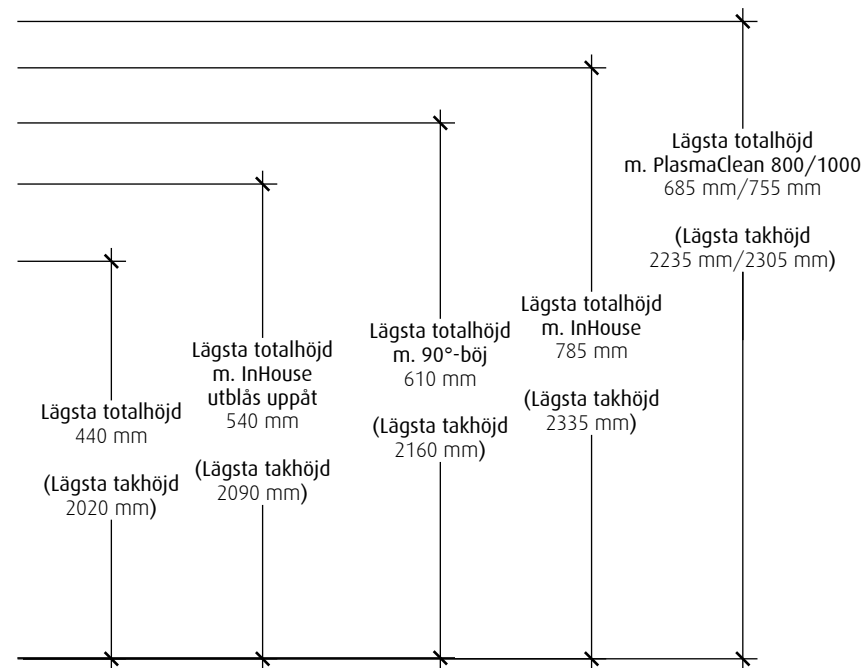 Lägsta totalhöjd
440 mm
(Lägsta takhöjd
2020 mm)
Lägsta totalhöjd
m. InHouse
utblås uppåt
540 mm
(Lägsta takhöjd
2090 mm)
Lägsta totalhöjd
m. 90°-böj
610 mm
(Lägsta takhöjd
2160 mm)
Lägsta totalhöjd
m. InHouse
785 mm
(Lägsta takhöjd
2335 mm)
Lägsta totalhöjd
m. PlasmaClean 800/1000
685 mm/755 mm
(Lägsta takhöjd
2235 mm/2305 mm)